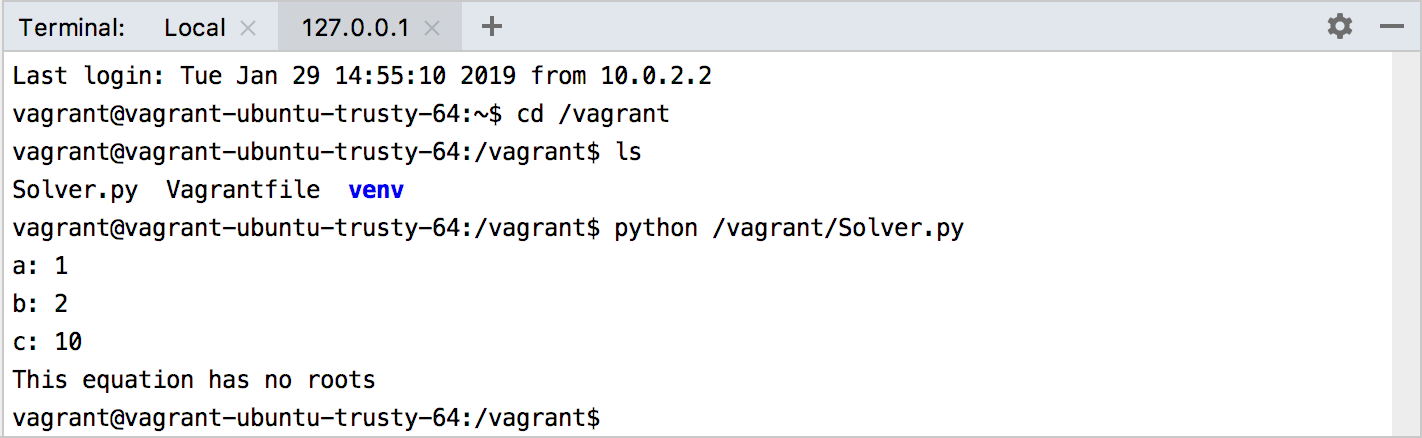 Terminal: Local 127.0.0.1
Last login: Tue Jan 29 14:55:10 2019 from 10.0.2.2
vagrant@vagrant-ubuntu-trusty-64:~$ cd /vagrant
vagrant@vagrant-ubuntu-trusty-64:/vagrant$ ls
Solver.py  Vagrantfile  venv
vagrant@vagrant-ubuntu-trusty-64:/vagrant$ python /vagrant/Solver.py
a: 1
b: 2
c: 10
This equation has no roots
vagrant@vagrant-ubuntu-trusty-64:/vagrant$